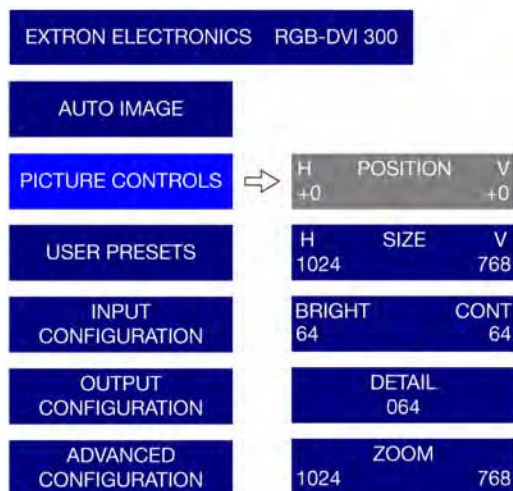 EXTRON ELECTRONICS RGB-DVI 300
AUTO IMAGE
PICTURE CONTROLS
H POSITION V
+0 +0
USER PRESETS
H SIZE V
1024 768
INPUT
CONFIGURATION
BRIGHT CONT
64 64
OUTPUT
CONFIGURATION
DETAIL
064
ADVANCED
CONFIGURATION
ZOOM
1024 768